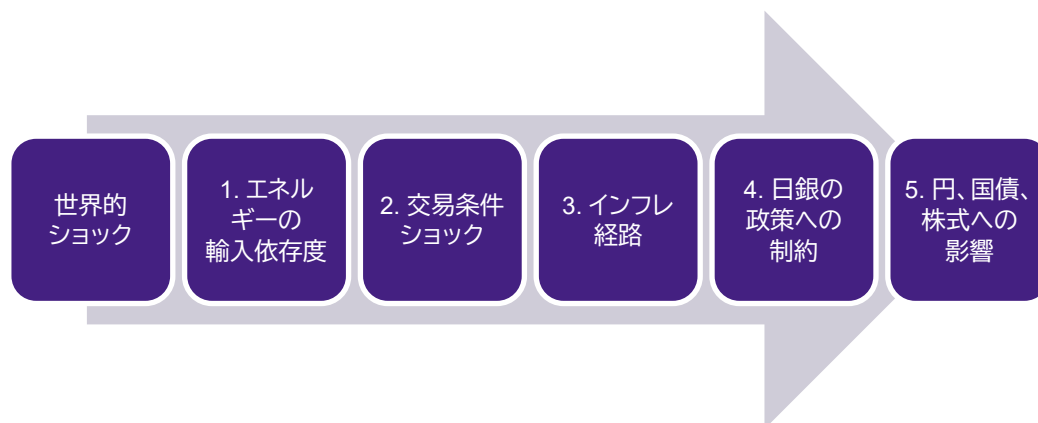 世界的
ショック
1. エネル
ギーの
輸入依存度
2. 交易条件
ショック
3. インフレ
経路
4. 日銀の
政策への
制約
5. 円、国債、
株式への
影響